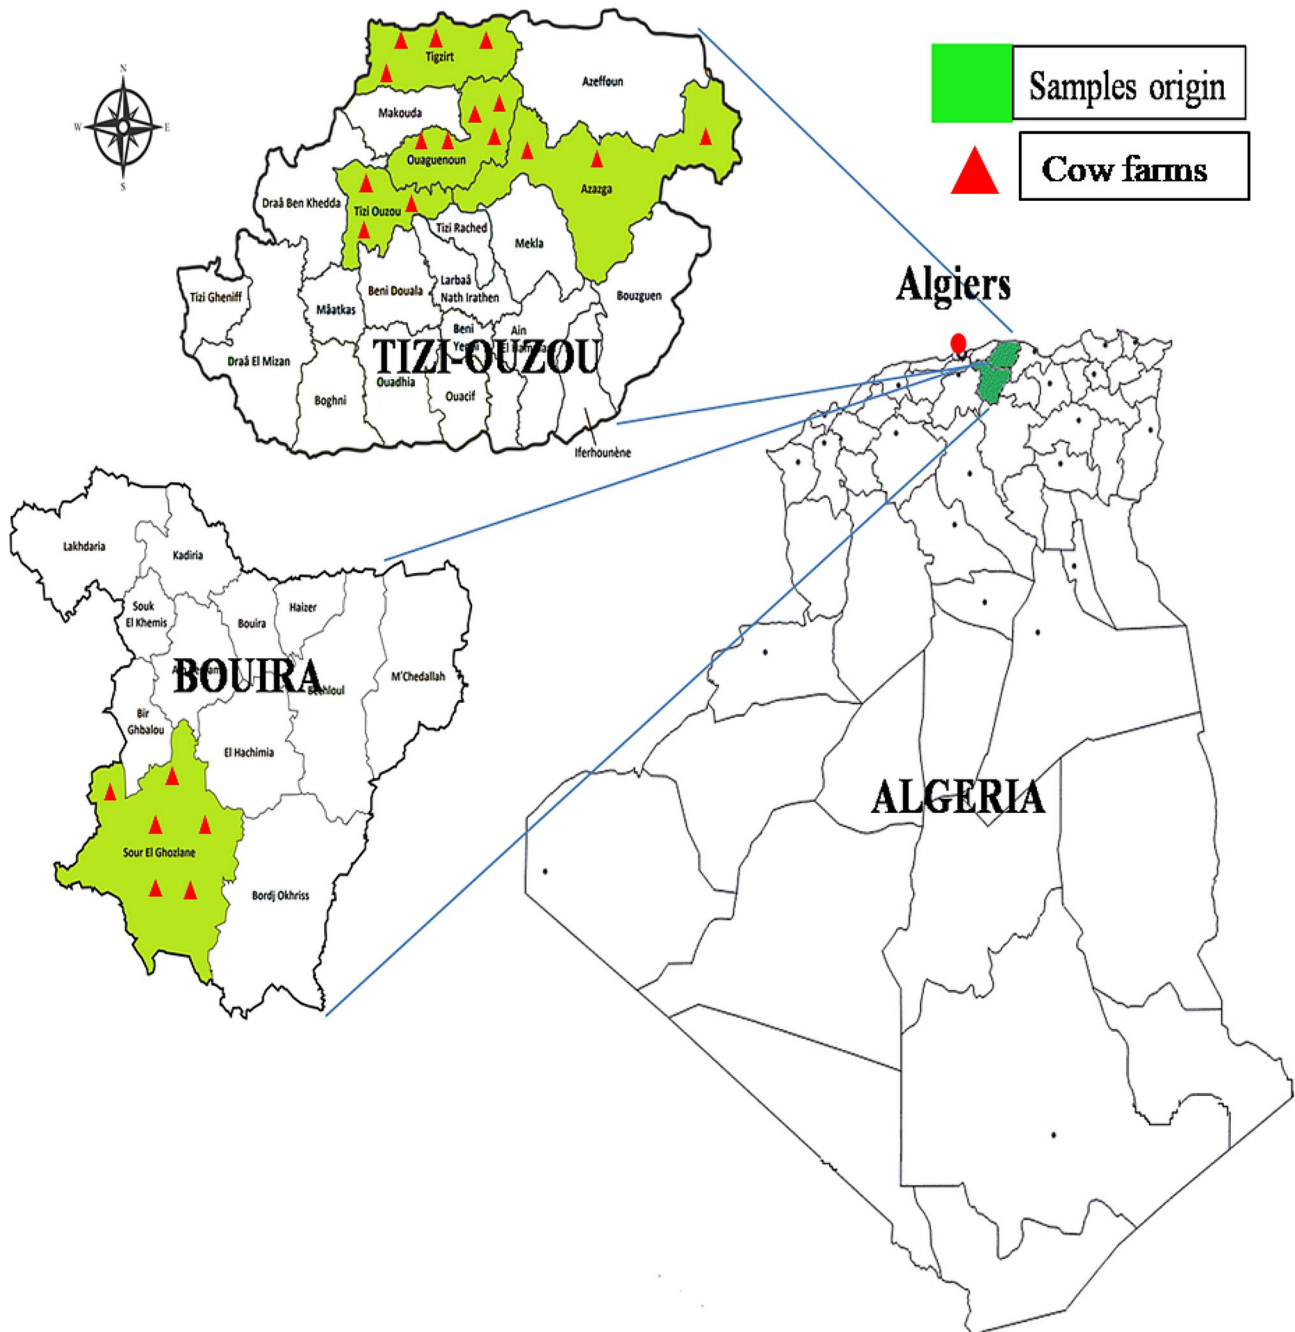 N
W
E
S
Tigzirt
Azeffoun
Makouda
Ouaguenoun
Azazga
Draâ Ben Khedda
Tizi Ouzou
Tizi Rached
Mekla
Tizi Gheniff
Mâatkas
Beni Douala
Larbaâ
Nath Irathen
Bouzguen
Draâ El Mizan
Beni
Ain
TIZI-OUZOU
Ouadhia
Boghni
Ouacif
Iferhounène
Samples origin
Cow farms
Algiers
Lakhdaria
Kadiria
Souk
El Khemis
Bouira
Haizer
BOUIRA
M'Chedallah
Bir
Ghbalou
El Hachimia
Sour El Ghozlane
Bordj Okhriss
ALGERIA